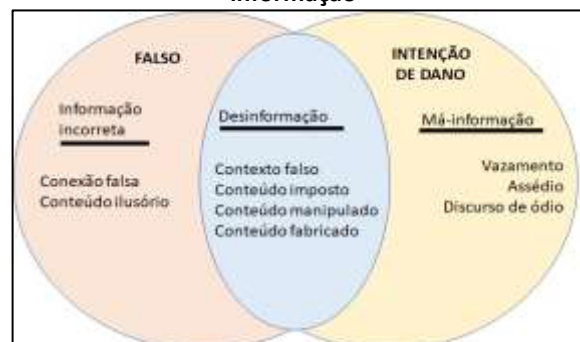 Informação
FALSO
INTENÇÃO
DE DANO
Informação
incorreta
Conexão falsa
Conteúdo ilusório
Desinformação
Contexto falso
Conteúdo imposto
Conteúdo manipulado
Conteúdo fabricado
Má-informação
Vazamento
Assédio
Discurso de ódio